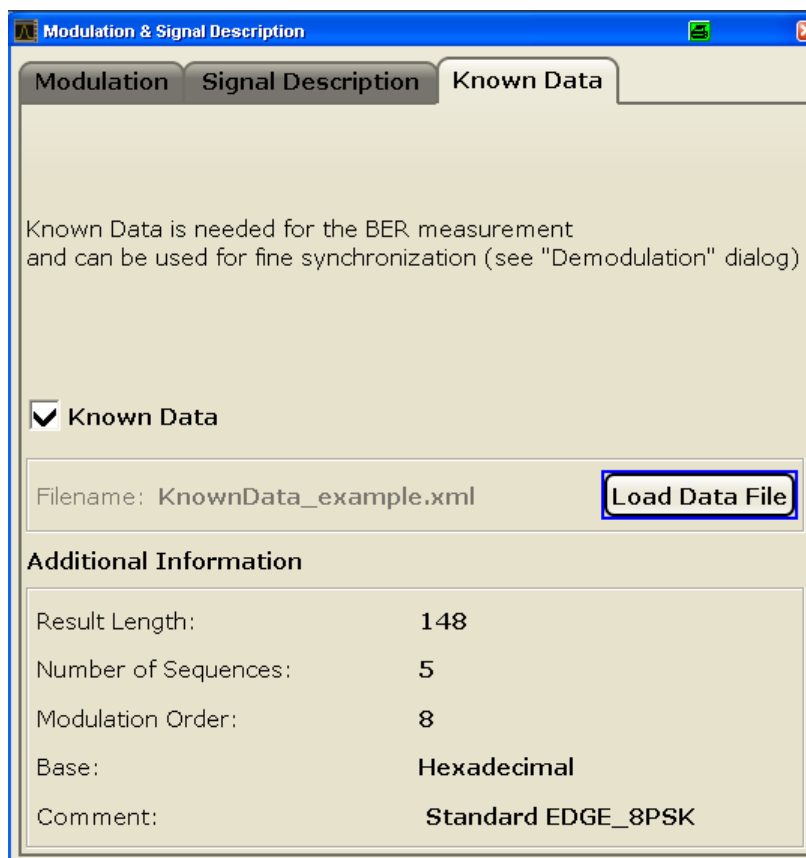 Modulation & Signal Description
Modulation Signal Description Known Data
Known Data is needed for the BER measurement
and can be used for fine synchronization (see "Demodulation" dialog)
Known Data
Filename: KnownData_example.xml Load Data File
Additional Information
Result Length: 148
Number of Sequences: 5
Modulation Order: 8
Base: Hexadecimal
Comment: Standard EDGE_8PSK